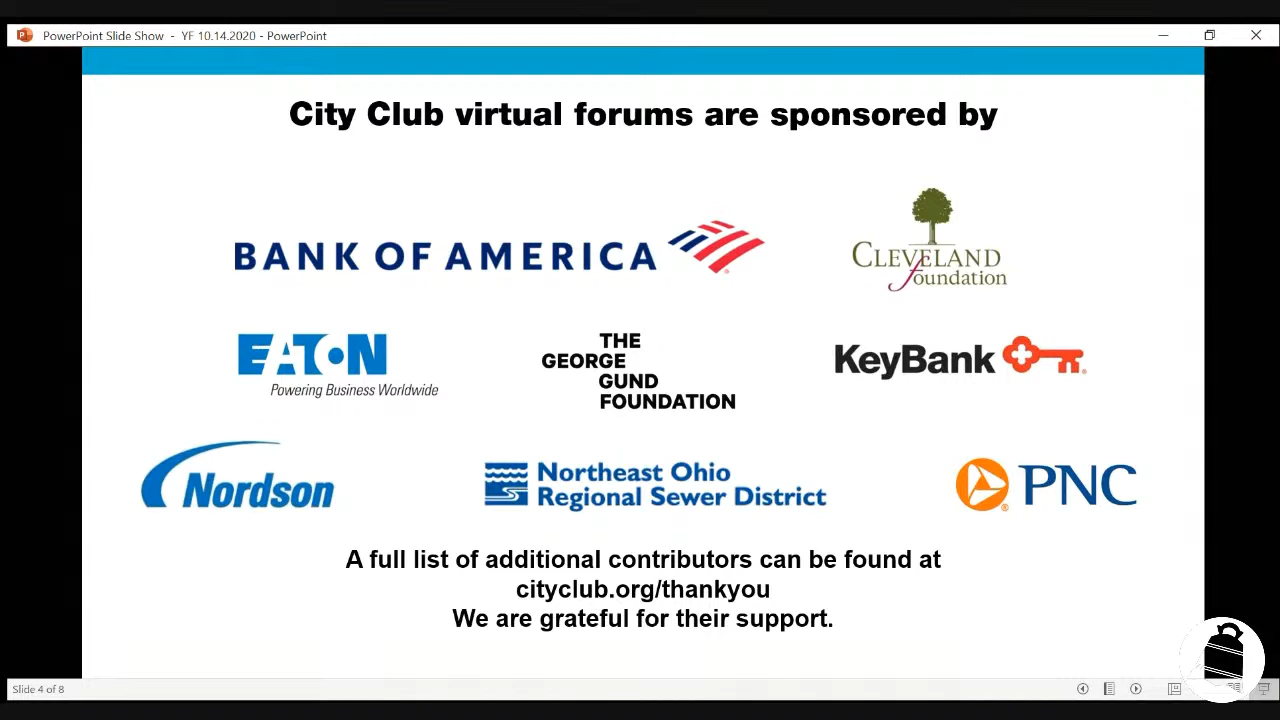 PowerPoint Slide Show - YF 10.14.2020 - PowerPoint
City Club virtual forums are sponsored by
BANK OF AMERICA
CLEVELAND
foundation
EATON
Powering Business Worldwide
THE
GEORGE
GUND
FOUNDATION
KeyBank
Nordson
Northeast Ohio
Regional Sewer District
PNC
A full list of additional contributors can be found at
cityclub.org/thankyou
We are grateful for their support.
Slide 4 of 8